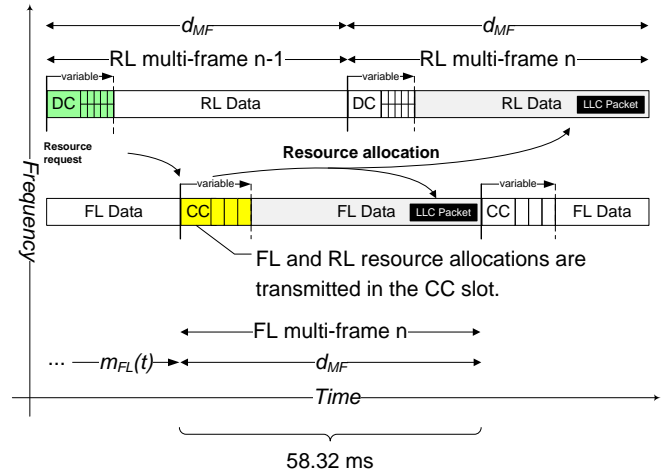 d_MF d_MF
RL multi-frame n-1 RL multi-frame n
variable variable
DC RL Data DC RL Data LLC Packet
Resource request
Resource allocation
variable variable
FL Data CC FL Data LLC Packet CC FL Data
FL and RL resource allocations are
transmitted in the CC slot.
FL multi-frame n
... m_FL(t) d_MF
Time
58.32 ms
Frequency